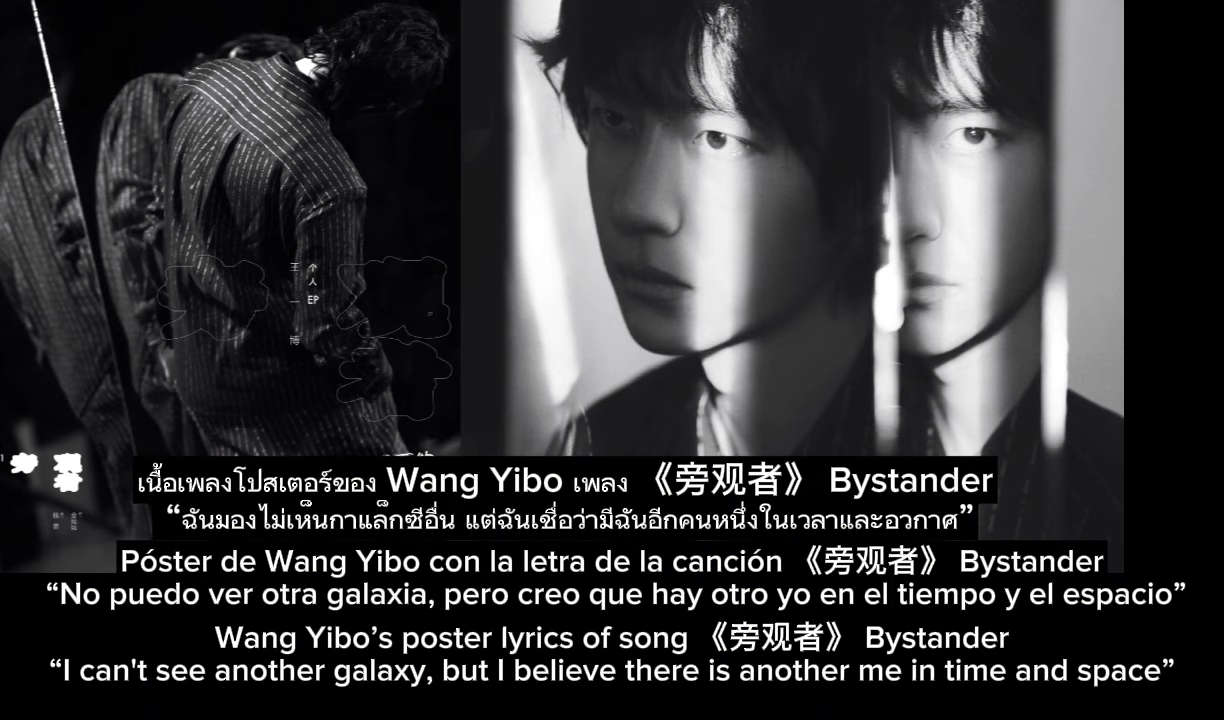 王一博
个人EP
旁观者
เนื้อเพลงโปสเตอร์ของ Wang Yibo เพลง 《旁观者》 Bystander
“ฉันมองไม่เห็นกาแล็กซีอื่น แต่ฉันเชื่อว่ามีฉันอีกคนหนึ่งในเวลาและอวกาศ”
Póster de Wang Yibo con la letra de la canción 《旁观者》 Bystander
“No puedo ver otra galaxia, pero creo que hay otro yo en el tiempo y el espacio”
Wang Yibo’s poster lyrics of song 《旁观者》 Bystander
“I can't see another galaxy, but I believe there is another me in time and space”